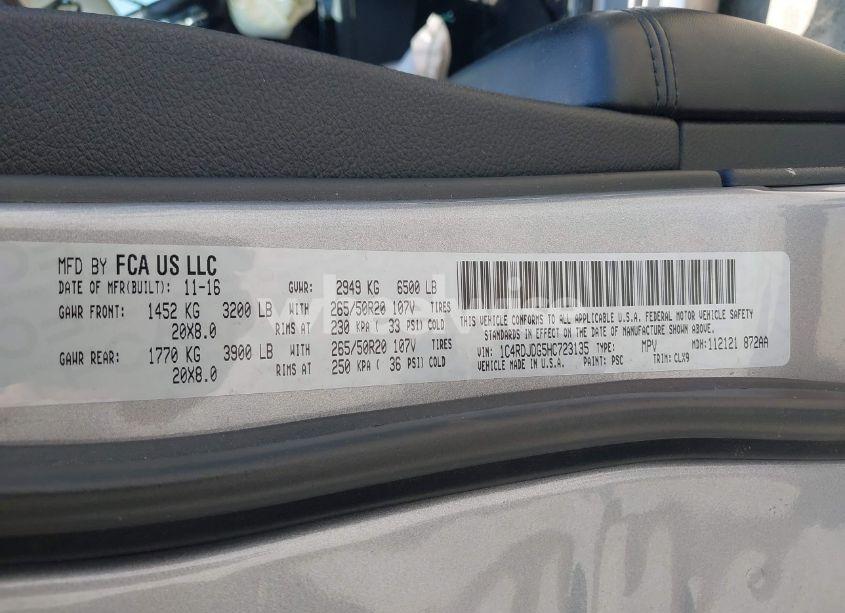 MFD BY FCA US LLC
DATE OF MFR(BUILT): 11-16 GVWR: 2949 KG 6500 LB
GAWR FRONT: 1452 KG 3200 LB WITH 265/50R20 107V TIRES
20X8.0 RIMS AT 230 KPA ( 33 PSI) COLD
GAWR REAR: 1770 KG 3900 LB WITH 265/50R20 107V TIRES
20X8.0 RIMS AT 250 KPA ( 36 PSI) COLD
THIS VEHICLE CONFORMS TO ALL APPLICABLE U.S.A. FEDERAL MOTOR VEHICLE SAFETY
STANDARDS IN EFFECT ON THE DATE OF MANUFACTURE SHOWN ABOVE.
VIN: 1C4RDJDG5HC723135 TYPE: MPV MDH: 112121 872AA
VEHICLE MADE IN U.S.A. PAINT: PSC TRIM: CLX9